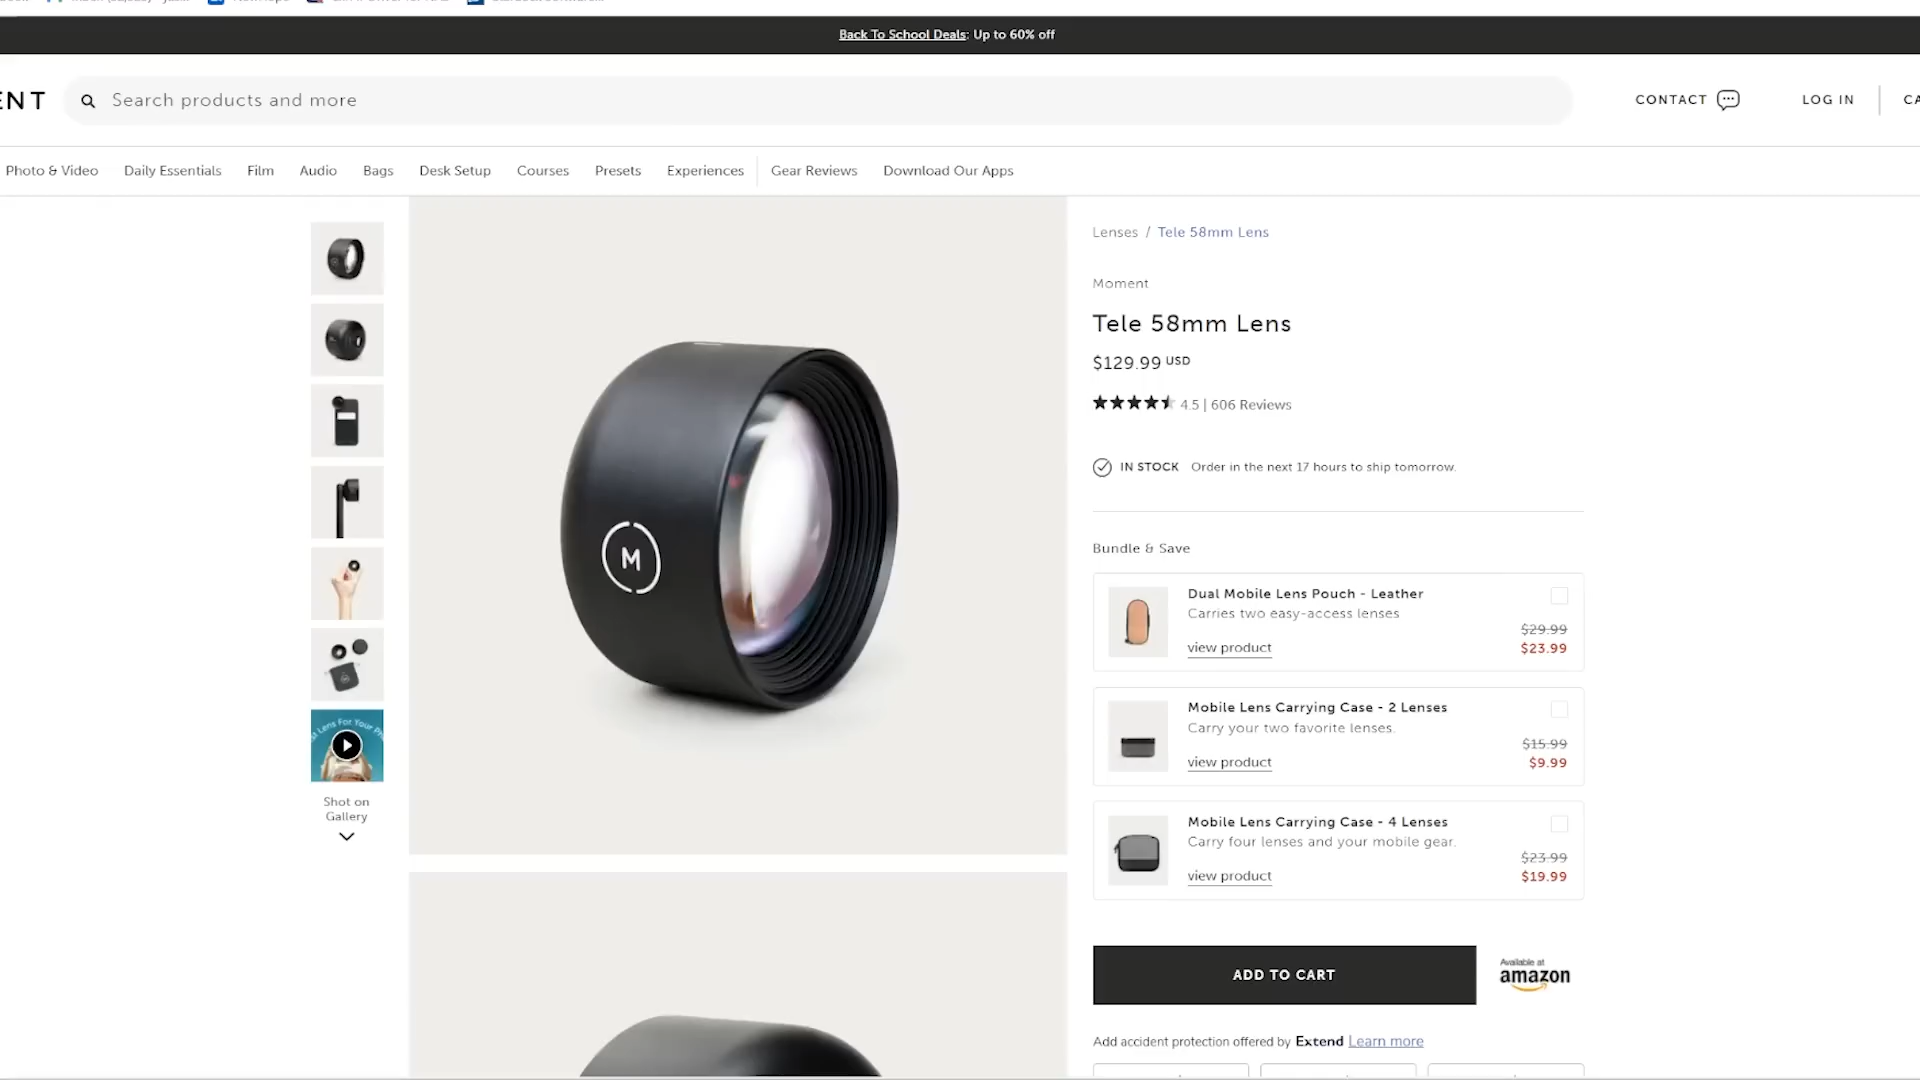 Back To School Deals: Up to 60% off
ENT
Search products and more
CONTACT
LOG IN
Photo & Video
Daily Essentials
Film
Audio
Bags
Desk Setup
Courses
Presets
Experiences
Gear Reviews
Download Our Apps
Lenses / Tele 58mm Lens
Moment
Tele 58mm Lens
$129.99 USD
4.5 | 606 Reviews
IN STOCK Order in the next 17 hours to ship tomorrow.
Bundle & Save
Dual Mobile Lens Pouch - Leather
Carries two easy-access lenses
$29.99
view product
$23.99
Mobile Lens Carrying Case - 2 Lenses
Carry your two favorite lenses.
$15.99
view product
$9.99
Mobile Lens Carrying Case - 4 Lenses
Carry four lenses and your mobile gear.
$23.99
view product
$19.99
M
Shot on
Gallery
ADD TO CART
Available at
amazon
Add accident protection offered by Extend Learn more